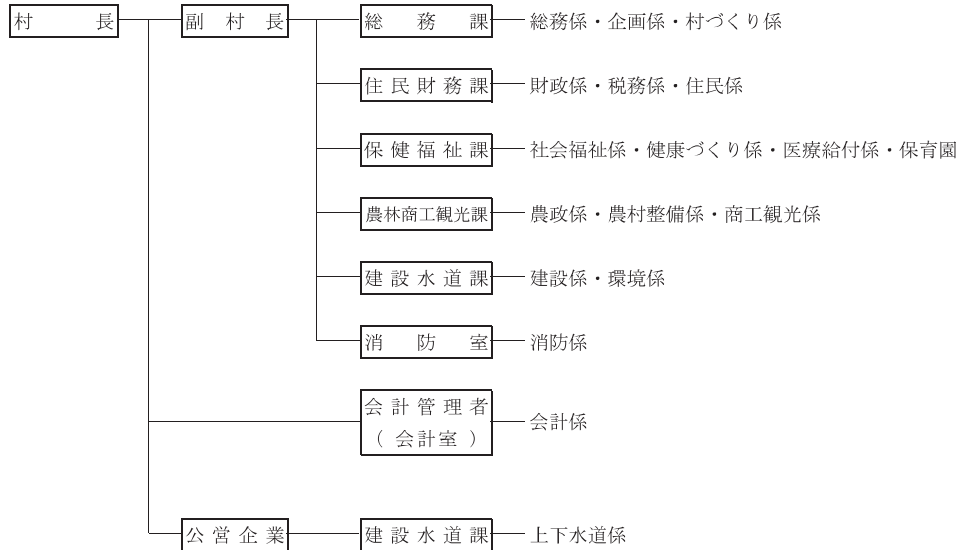 村長 副村長 総務課 総務係・企画係・村づくり係
住民財務課 財政係・税務係・住民係
保健福祉課 社会福祉係・健康づくり係・医療給付係・保育園
農林商工観光課 農政係・農村整備係・商工観光係
建設水道課 建設係・環境係
消防室 消防係
会計管理者
（会計室） 会計係
公営企業 建設水道課 上下水道係